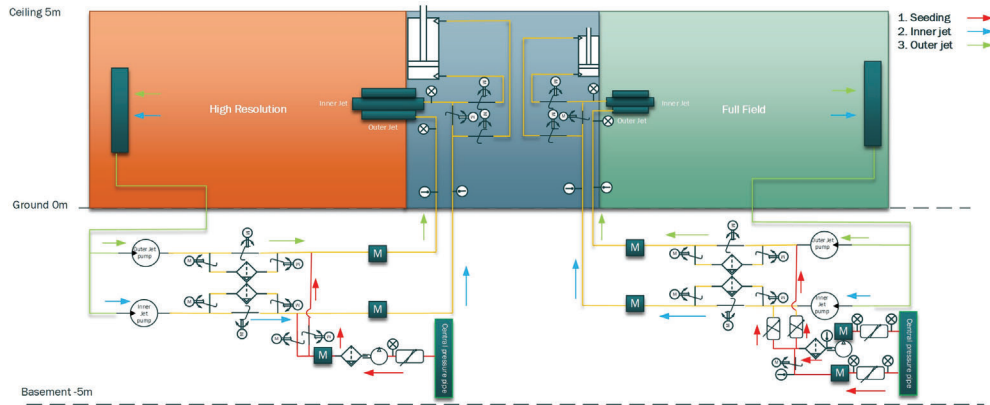 Ceiling 5m
1. Seeding
2. Inner jet
3. Outer jet
High Resolution
Inner Jet
Outer Jet
Inner Jet
Outer Jet
Full Field
M
M
Ground 0m
Outer Jet
pump
M
M
M
M
Outer Jet
pump
Inner
Jet
pump
M
M
M
M
Inner
Jet
pump
M
Central pressure pipe
M
M
Central pressure pipe
Basement -5m